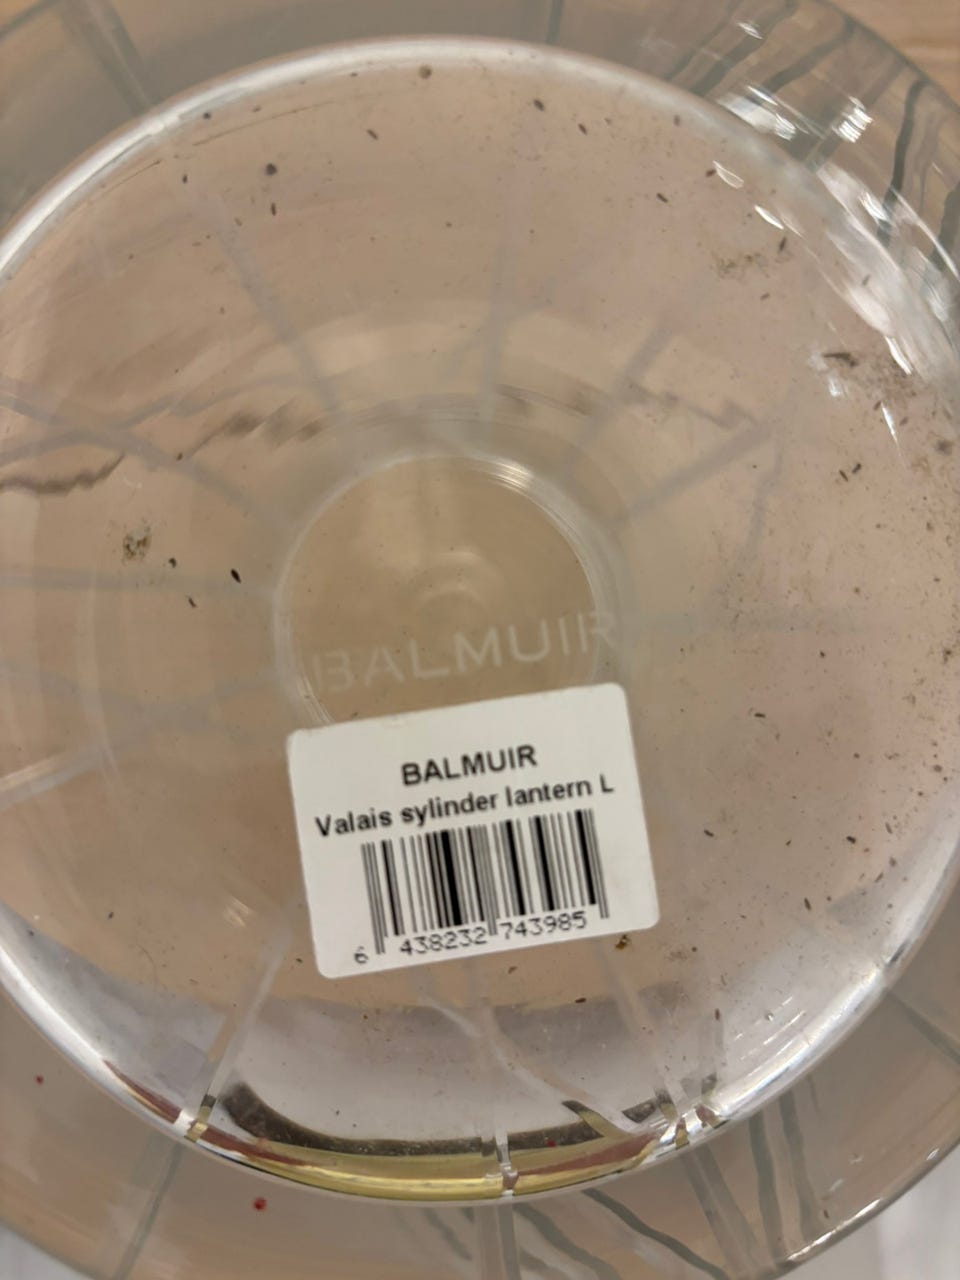 BALMUIR
BALMUIR
Valais sylinder lantern L
6 438232 743985